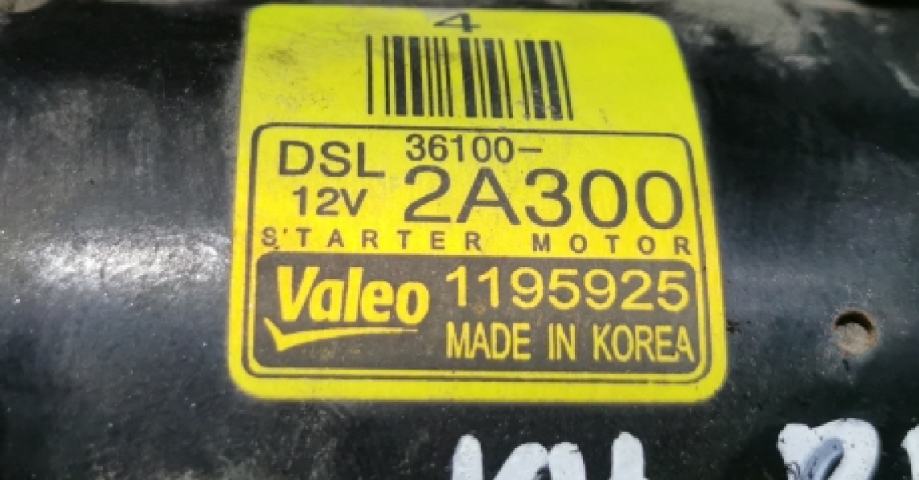 4
DSL 36100-
12V 2A300
STARTER MOTOR
Valeo 1195925
MADE IN KOREA